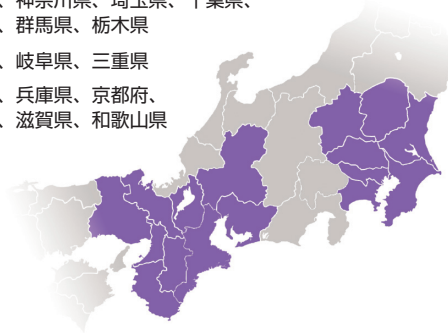 、神奈川県、埼玉県、千葉県、
、群馬県、栃木県
、岐阜県、三重県
、兵庫県、京都府、
、滋賀県、和歌山県